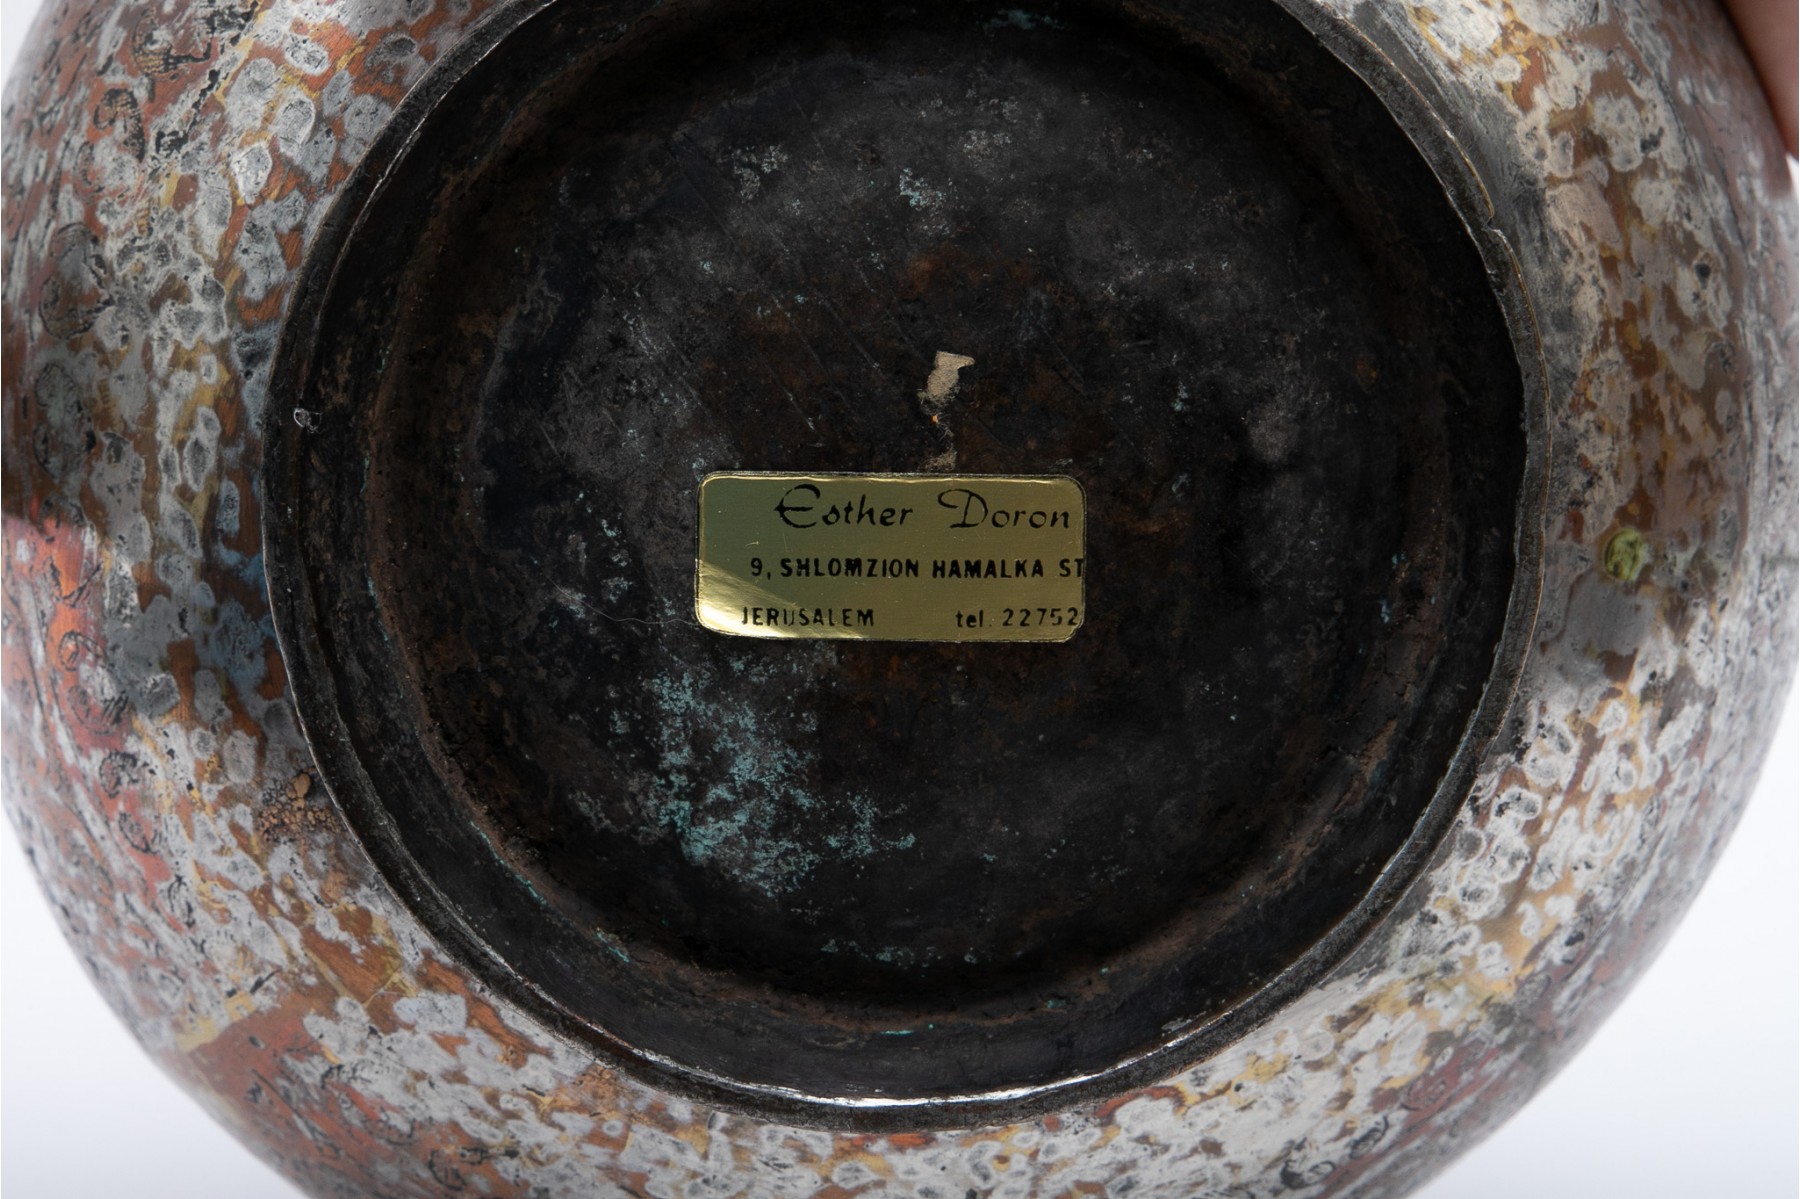 Esther Doron
9, SHLOMZION HAMALKA ST
JERUSALEM tel. 22752